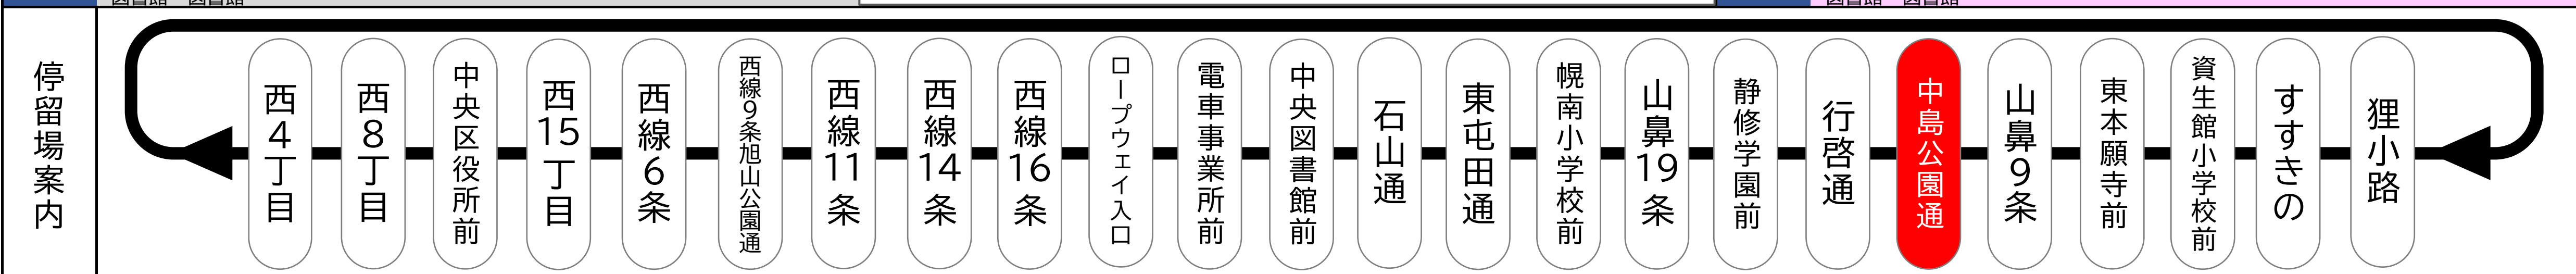 停留場案内
西4丁目
西8丁目
中央区役所前
西15丁目
西線6条
西線9条旭山公園通
西線11条
西線14条
西線16条
ロープウェイ入口
電車事業所前
中央図書館前
石山通
東屯田通
幌南小学校前
山鼻19条
静修学園前
行啓通
中島公園通
山鼻9条
東本願寺前
資生館小学校前
すすきの
狸小路